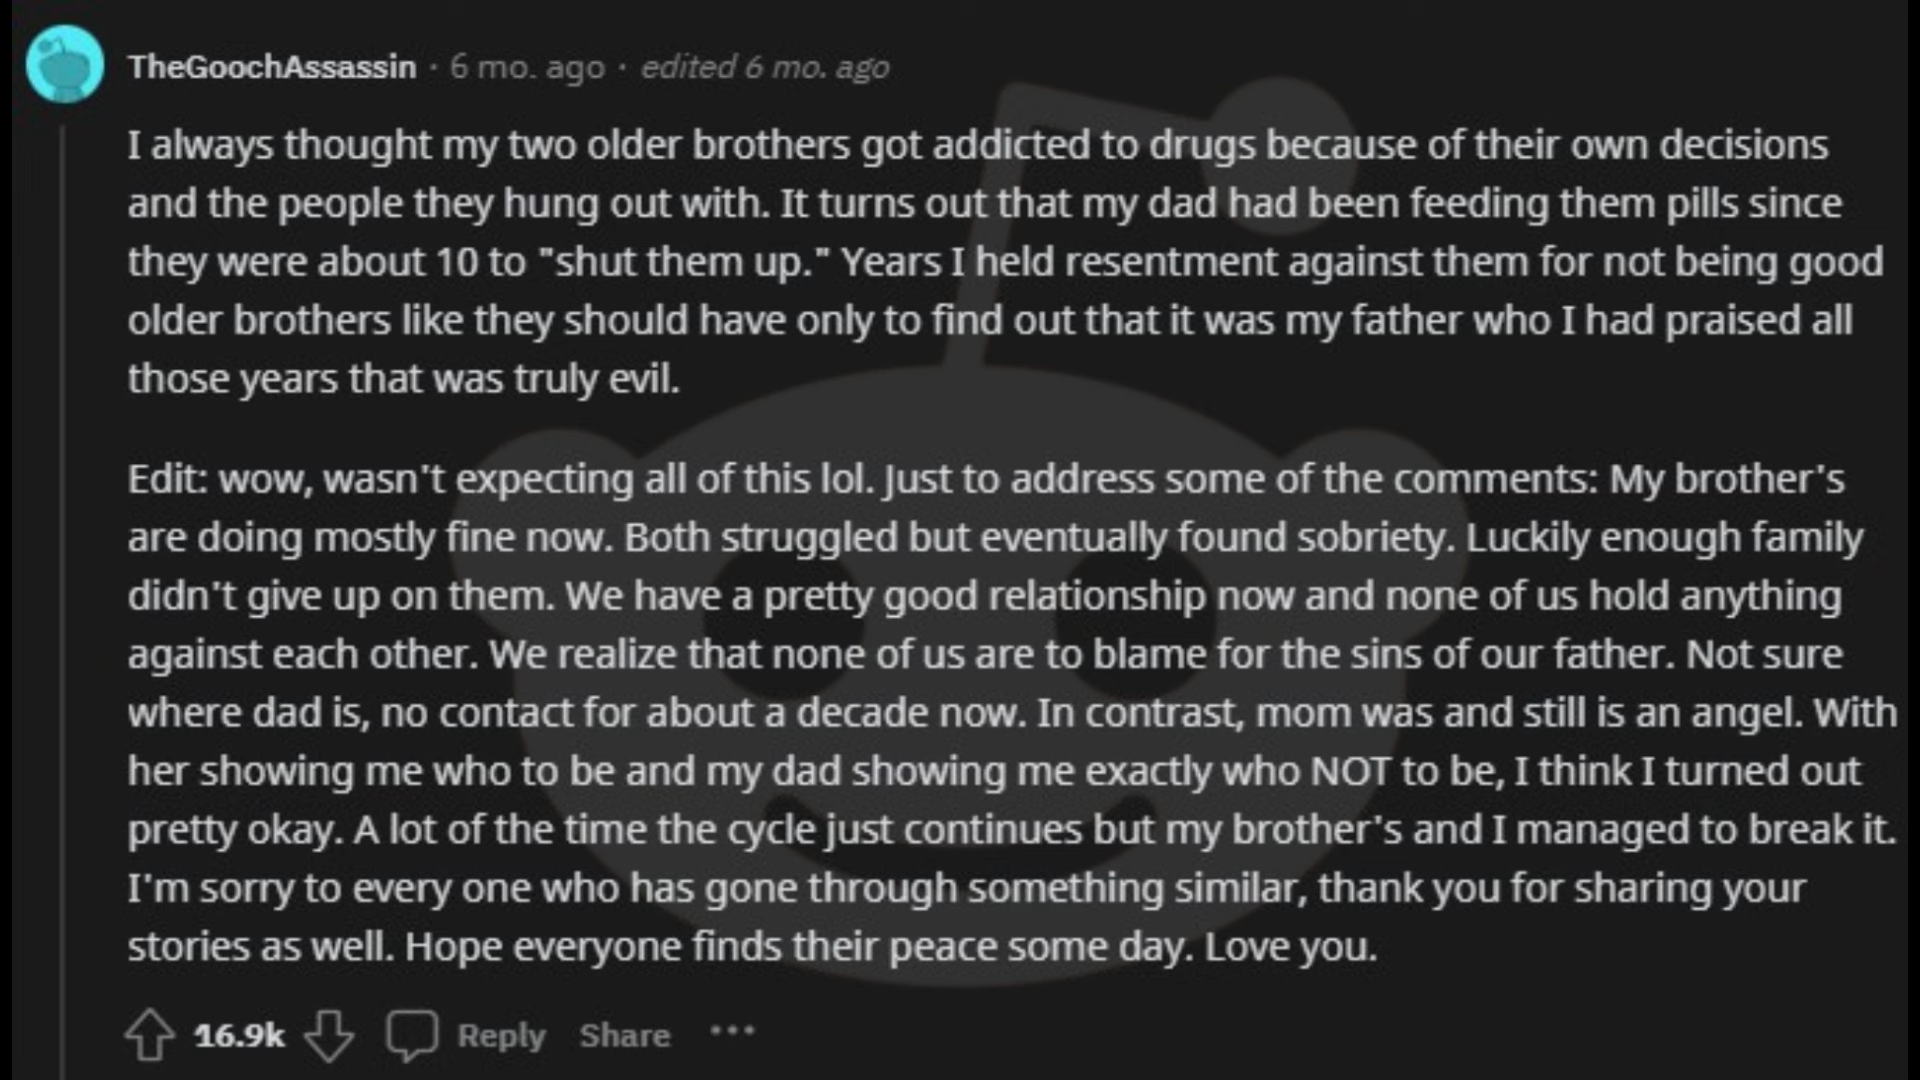 TheGoochAssassin · 6 mo. ago · edited 6 mo. ago
I always thought my two older brothers got addicted to drugs because of their own decisions
and the people they hung out with. It turns out that my dad had been feeding them pills since
they were about 10 to "shut them up." Years I held resentment against them for not being good
older brothers like they should have only to find out that it was my father who I had praised all
those years that was truly evil.
Edit: wow, wasn't expecting all of this lol. Just to address some of the comments: My brother's
are doing mostly fine now. Both struggled but eventually found sobriety. Luckily enough family
didn't give up on them. We have a pretty good relationship now and none of us hold anything
against each other. We realize that none of us are to blame for the sins of our father. Not sure
where dad is, no contact for about a decade now. In contrast, mom was and still is an angel. With
her showing me who to be and my dad showing me exactly who NOT to be, I think I turned out
pretty okay. A lot of the time the cycle just continues but my brother's and I managed to break it.
I'm sorry to every one who has gone through something similar, thank you for sharing your
stories as well. Hope everyone finds their peace some day. Love you.
16.9k Reply Share ···